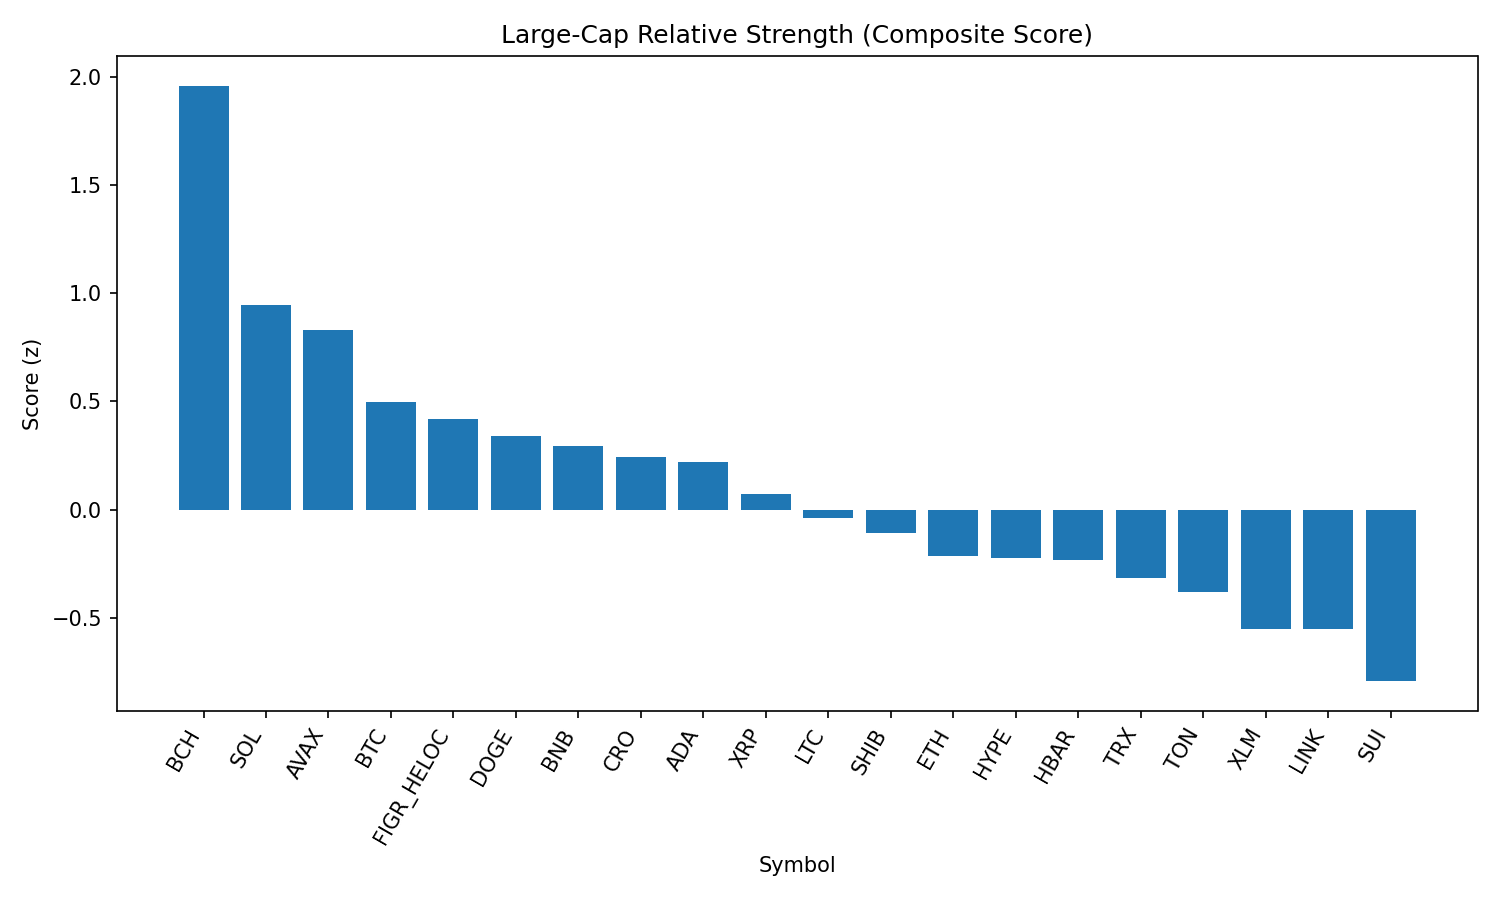 Large-Cap Relative Strength (Composite Score)
Score (z)
2.0
1.5
1.0
0.5
0.0
−0.5
BCH
SOL
AVAX
BTC
FIGR_HELOC
DOGE
BNB
CRO
ADA
XRP
LTC
SHIB
ETH
HYPE
HBAR
TRX
TON
XLM
LINK
SUI
Symbol